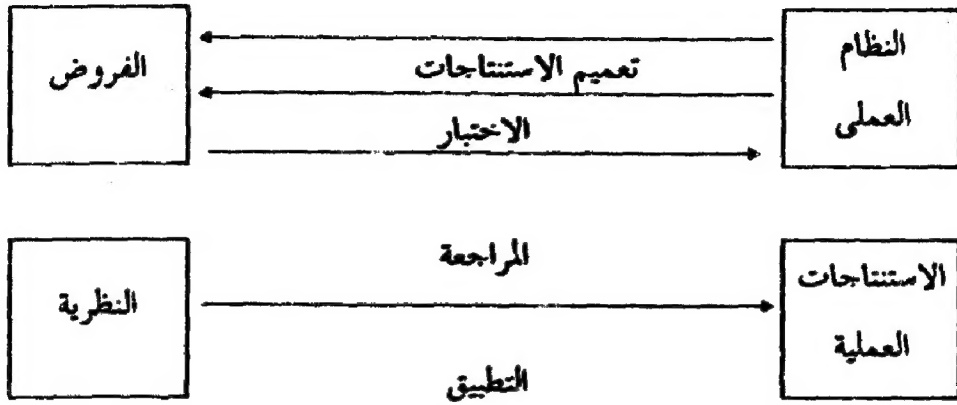 النظام
العملى
تعميم الاستنتاجات
الاختبار
الفروض
الاستنتاجات
العملية
المراجعة
التطبيق
النظرية